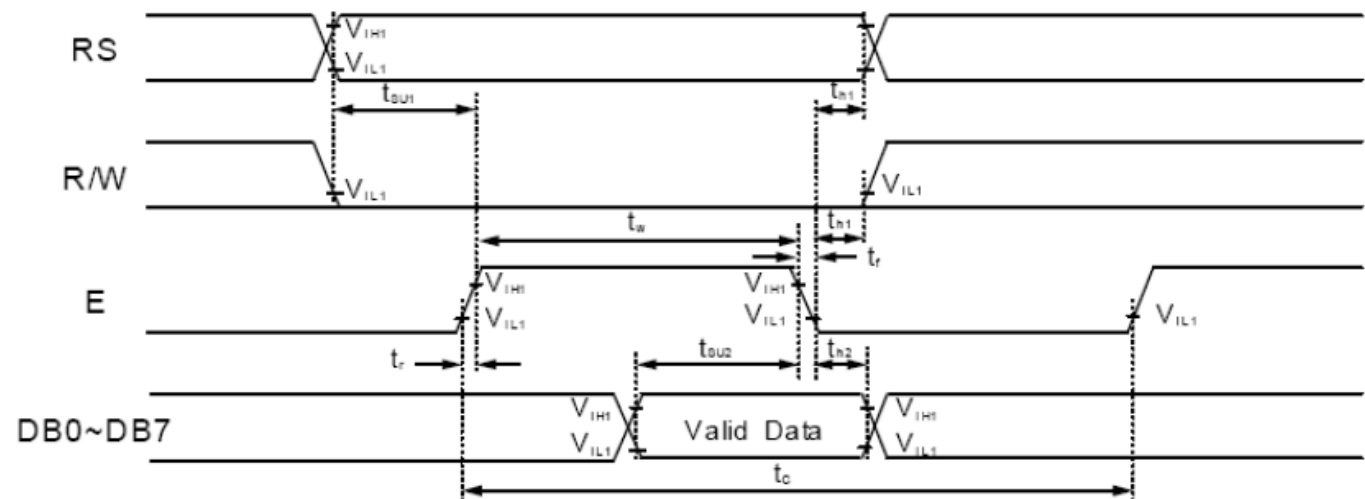 RS
V_IH1
V_IL1
t_SU1
t_h1
R/W
V_IL1
V_IL1
t_w
t_h1
t_f
E
V_IH1
V_IH1
V_IL1
V_IL1
V_IL1
t_r
t_SU2
t_h2
DB0~DB7
V_IH1
Valid Data
V_IH1
V_IL1
V_IL1
t_c